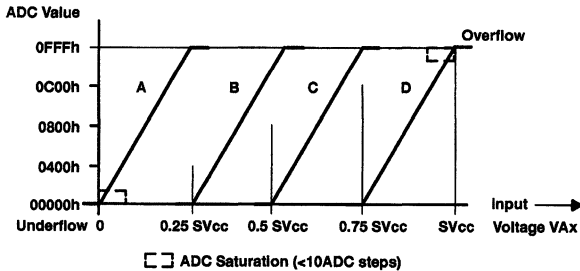 ADC Value
Overflow
0FFFh
0C00h
A
B
C
D
0800h
0400h
00000h
Input
Underflow
0
0.25 SVcc
0.5 SVcc
0.75 SVcc
SVcc
Voltage VAx
ADC Saturation (<10ADC steps)